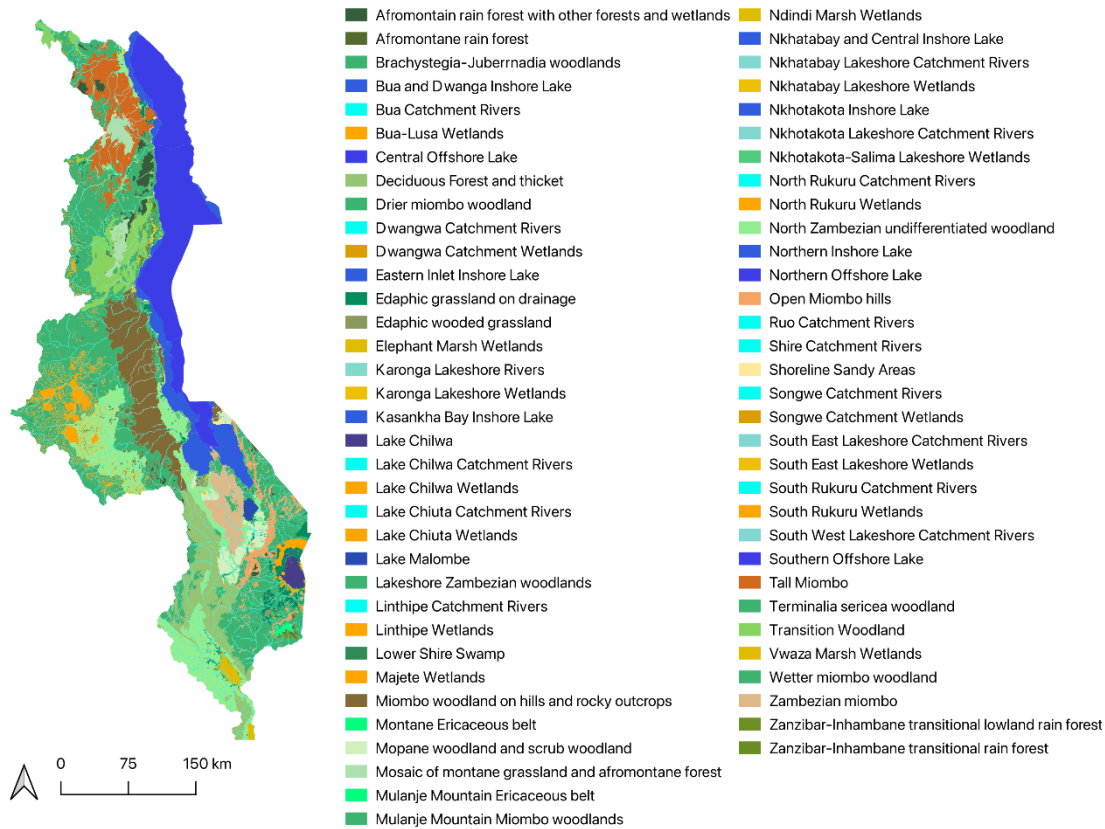 Afromontain rain forest with other forests and wetlands
Afromontane rain forest
Brachystegia-Juberrnadia woodlands
Bua and Dwanga Inshore Lake
Bua Catchment Rivers
Bua-Lusa Wetlands
Central Offshore Lake
Deciduous Forest and thicket
Drier miombo woodland
Dwangwa Catchment Rivers
Dwangwa Catchment Wetlands
Eastern Inlet Inshore Lake
Edaphic grassland on drainage
Edaphic wooded grassland
Elephant Marsh Wetlands
Karonga Lakeshore Rivers
Karonga Lakeshore Wetlands
Kasankha Bay Inshore Lake
Lake Chilwa
Lake Chilwa Catchment Rivers
Lake Chilwa Wetlands
Lake Chiuta Catchment Rivers
Lake Chiuta Wetlands
Lake Malombe
Lakeshore Zambezian woodlands
Linthipe Catchment Rivers
Linthipe Wetlands
Lower Shire Swamp
Majete Wetlands
Miombo woodland on hills and rocky outcrops
Montane Ericaceous belt
Mopane woodland and scrub woodland
Mosaic of montane grassland and afromontane forest
Mulanje Mountain Ericaceous belt
Mulanje Mountain Miombo woodlands
Ndindi Marsh Wetlands
Nkhatabay and Central Inshore Lake
Nkhatabay Lakeshore Catchment Rivers
Nkhatabay Lakeshore Wetlands
Nkhotakota Inshore Lake
Nkhotakota Lakeshore Catchment Rivers
Nkhotakota-Salima Lakeshore Wetlands
North Rukuru Catchment Rivers
North Rukuru Wetlands
North Zambezian undifferentiated woodland
Northern Inshore Lake
Northern Offshore Lake
Open Miombo hills
Ruo Catchment Rivers
Shire Catchment Rivers
Shoreline Sandy Areas
Songwe Catchment Rivers
Songwe Catchment Wetlands
South East Lakeshore Catchment Rivers
South East Lakeshore Wetlands
South Rukuru Catchment Rivers
South Rukuru Wetlands
South West Lakeshore Catchment Rivers
Southern Offshore Lake
Tall Miombo
Terminalia sericea woodland
Transition Woodland
Vwaza Marsh Wetlands
Wetter miombo woodland
Zambezian miombo
Zanzibar-Inhambane transitional lowland rain forest
Zanzibar-Inhambane transitional rain forest
0 75 150 km